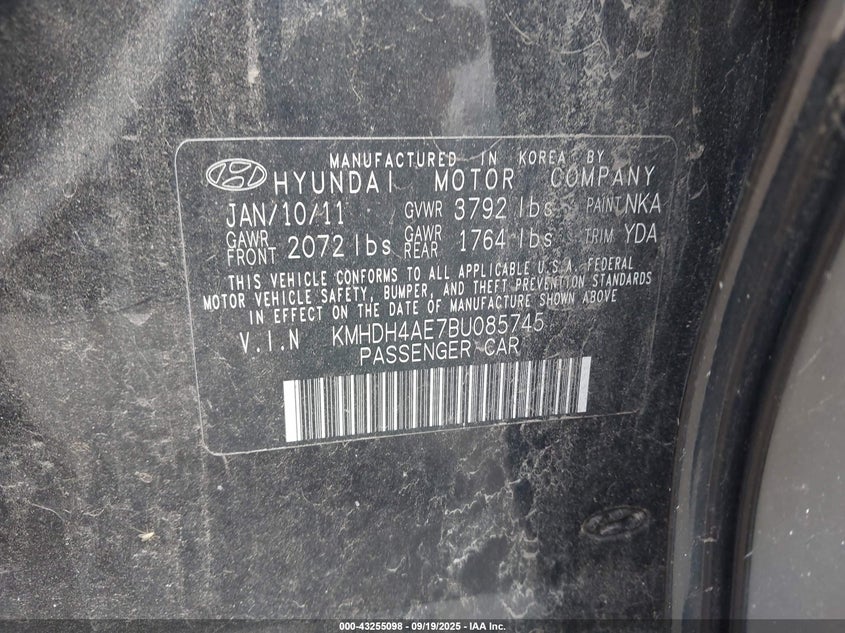 MANUFACTURED IN KOREA BY
HYUNDAI MOTOR COMPANY
JAN/10/11 GVWR 3792 lbs PAINT NKA
GAWR FRONT 2072 lbs GAWR REAR 1764 lbs TRIM YDA
THIS VEHICLE CONFORMS TO ALL APPLICABLE U.S.A. FEDERAL
MOTOR VEHICLE SAFETY, BUMPER, AND THEFT PREVENTION STANDARDS
IN EFFECT ON THE DATE OF MANUFACTURE SHOWN ABOVE
V.I.N KMHDH4AE7BU085745
PASSENGER CAR
000-43255098 - 09/19/2025 - IAA Inc.